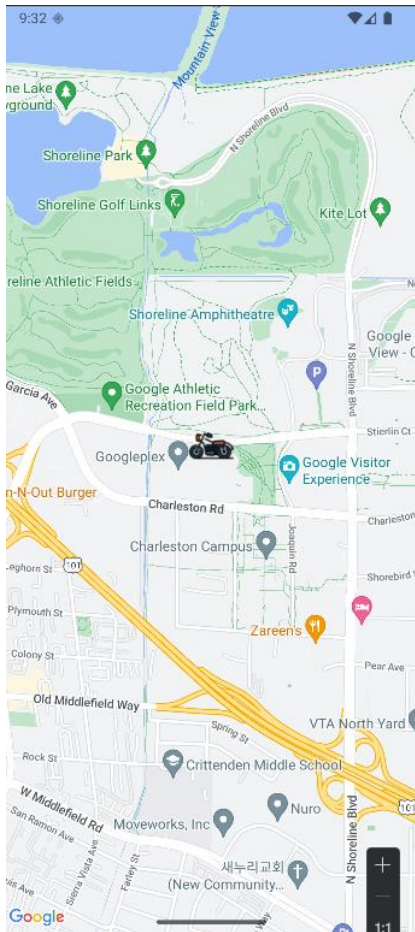 9:32
Mountain View
ne Lake
yground
Shoreline Park
N Shoreline Blvd
Shoreline Golf Links
Kite Lot
reline Athletic Fields
Shoreline Amphitheatre
Google
View - C
P
N Shoreline Blvd
Garcia Ave
Google Athletic
Recreation Field Park...
Stierlin Ct
Googleplex
Google Visitor
Experience
n-N-Out Burger
Charleston Rd
Charleston
Joaquin Rd
Charleston Campus
101
Leghorn St
Shorebird
Plymouth St
Zareen's
Colony St
Pear Ave
Old Middlefield Way
VTA North Yard
Spring St
Rock St
Crittenden Middle School
W Middlefield Rd
101
Nuro
San Ramon Ave
Moveworks, Inc
Sierra Vista Ave
Farley St
N Shoreline Blvd
새누리교회
(New Community...
+
uis Ave
Google
Way
1:1